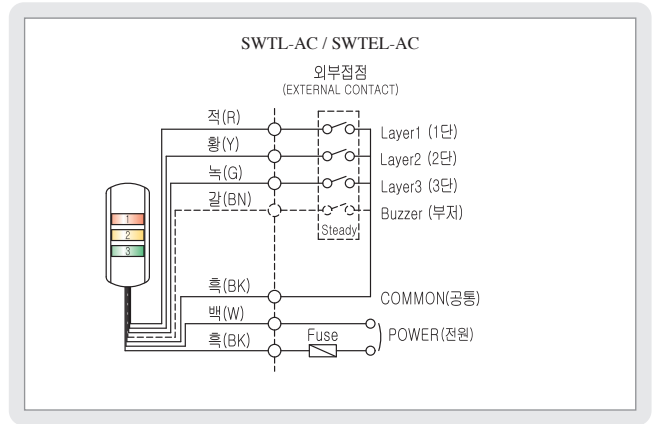 SWTL-AC / SWTEL-AC
외부접점
(EXTERNAL CONTACT)
적(R)
Layer1 (1단)
황(Y)
Layer2 (2단)
녹(G)
Layer3 (3단)
갈(BN)
Buzzer (부저)
Steady
1
2
3
흑(BK)
COMMON(공통)
백(W)
Fuse
POWER(전원)
흑(BK)